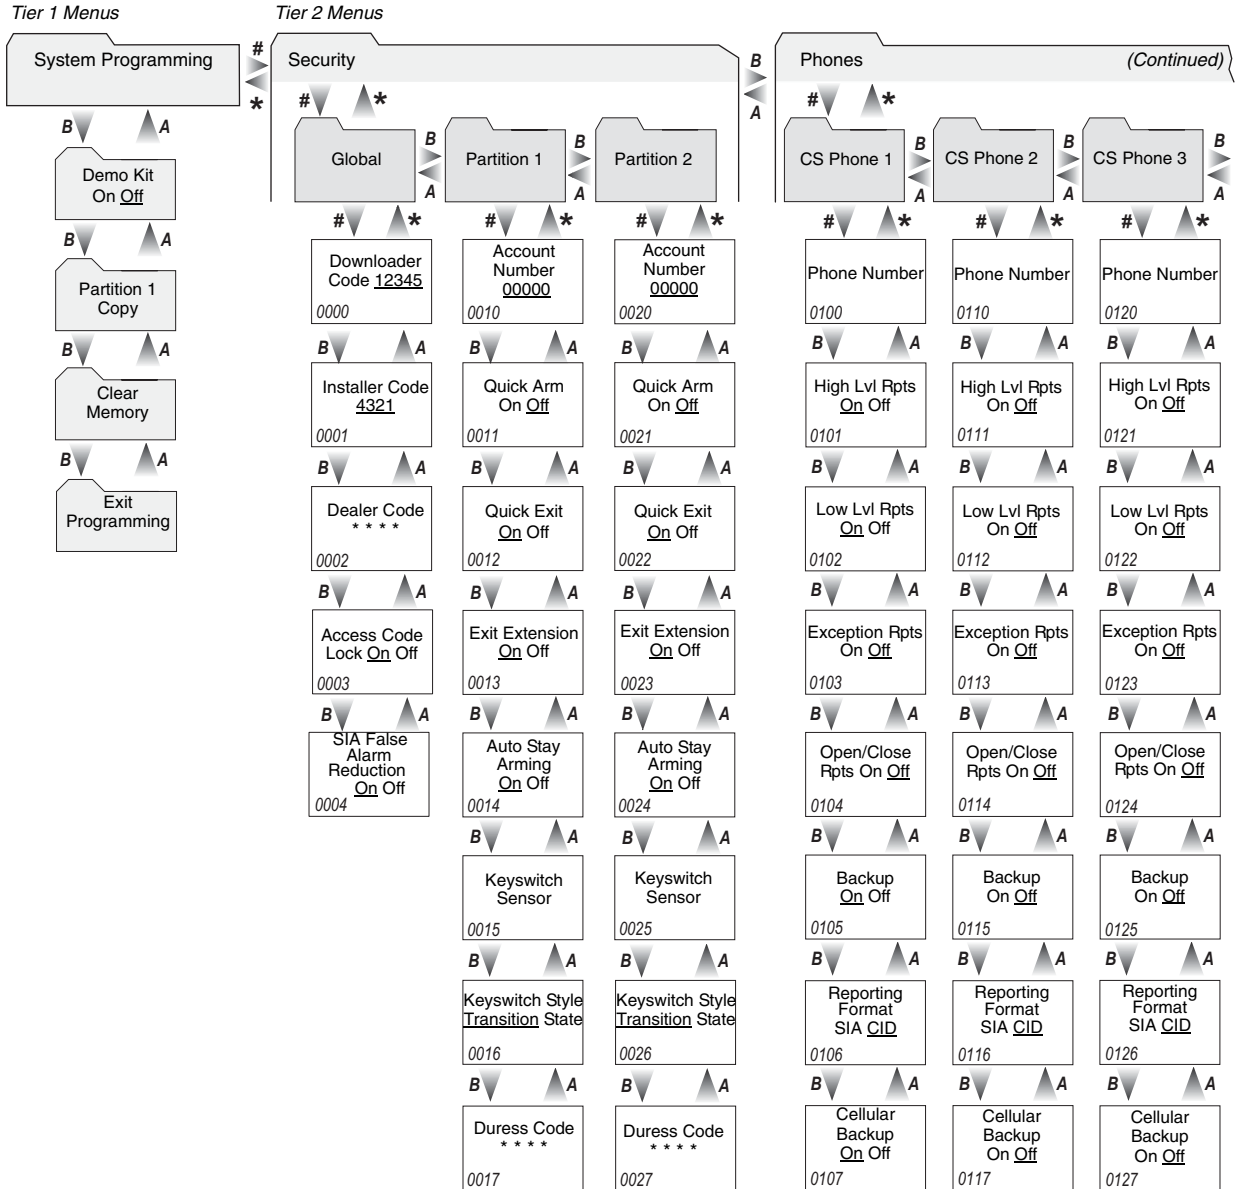 Tier 1 Menus
Tier 2 Menus
System Programming
#
*
Security
B
A
Phones
(Continued)
B
A
Demo Kit
On Off
B
A
Partition 1
Copy
B
A
Clear
Memory
B
A
Exit
Programming
#
*
Global
B
A
Partition 1
B
A
Partition 2
#
*
Downloader
Code 12345
0000
B
A
Installer Code
4321
0001
B
A
Dealer Code
* * * *
0002
B
A
Access Code
Lock On Off
0003
B
A
SIA False
Alarm
Reduction
On Off
0004
#
*
Account
Number
00000
0010
B
A
Quick Arm
On Off
0011
B
A
Quick Exit
On Off
0012
B
A
Exit Extension
On Off
0013
B
A
Auto Stay
Arming
On Off
0014
B
A
Keyswitch
Sensor
0015
B
A
Keyswitch Style
Transition State
0016
B
A
Duress Code
* * * *
0017
#
*
Account
Number
00000
0020
B
A
Quick Arm
On Off
0021
B
A
Quick Exit
On Off
0022
B
A
Exit Extension
On Off
0023
B
A
Auto Stay
Arming
On Off
0024
B
A
Keyswitch
Sensor
0025
B
A
Keyswitch Style
Transition State
0026
B
A
Duress Code
* * * *
0027
#
*
CS Phone 1
B
A
CS Phone 2
B
A
CS Phone 3
B
A
#
*
Phone Number
0100
B
A
High Lvl Rpts
On Off
0101
B
A
Low Lvl Rpts
On Off
0102
B
A
Exception Rpts
On Off
0103
B
A
Open/Close
Rpts On Off
0104
B
A
Backup
On Off
0105
B
A
Reporting
Format
SIA CID
0106
B
A
Cellular
Backup
On Off
0107
#
*
Phone Number
0110
B
A
High Lvl Rpts
On Off
0111
B
A
Low Lvl Rpts
On Off
0112
B
A
Exception Rpts
On Off
0113
B
A
Open/Close
Rpts On Off
0114
B
A
Backup
On Off
0115
B
A
Reporting
Format
SIA CID
0116
B
A
Cellular
Backup
On Off
0117
#
*
Phone Number
0120
B
A
High Lvl Rpts
On Off
0121
B
A
Low Lvl Rpts
On Off
0122
B
A
Exception Rpts
On Off
0123
B
A
Open/Close
Rpts On Off
0124
B
A
Backup
On Off
0125
B
A
Reporting
Format
SIA CID
0126
B
A
Cellular
Backup
On Off
0127